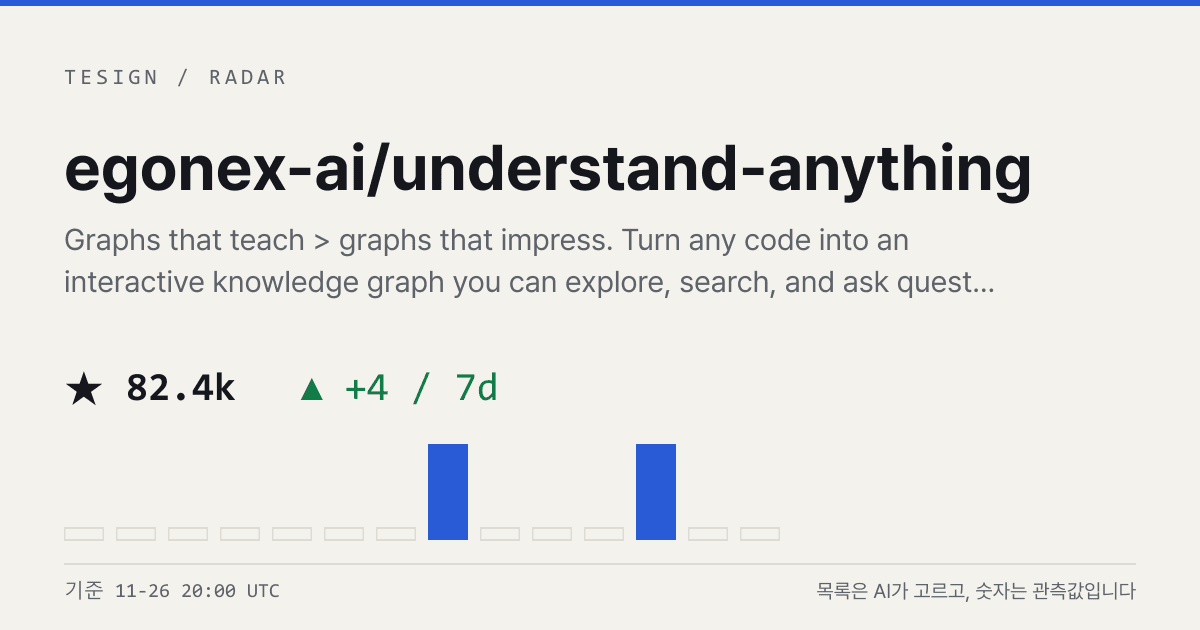 TESIGN / RADAR
egonex-ai/understand-anything
Graphs that teach > graphs that impress. Turn any code into an
interactive knowledge graph you can explore, search, and ask quest…
★ 82.4k ▲ +4 / 7d
기준 11-26 20:00 UTC
목록은 AI가 고르고, 숫자는 관측값입니다